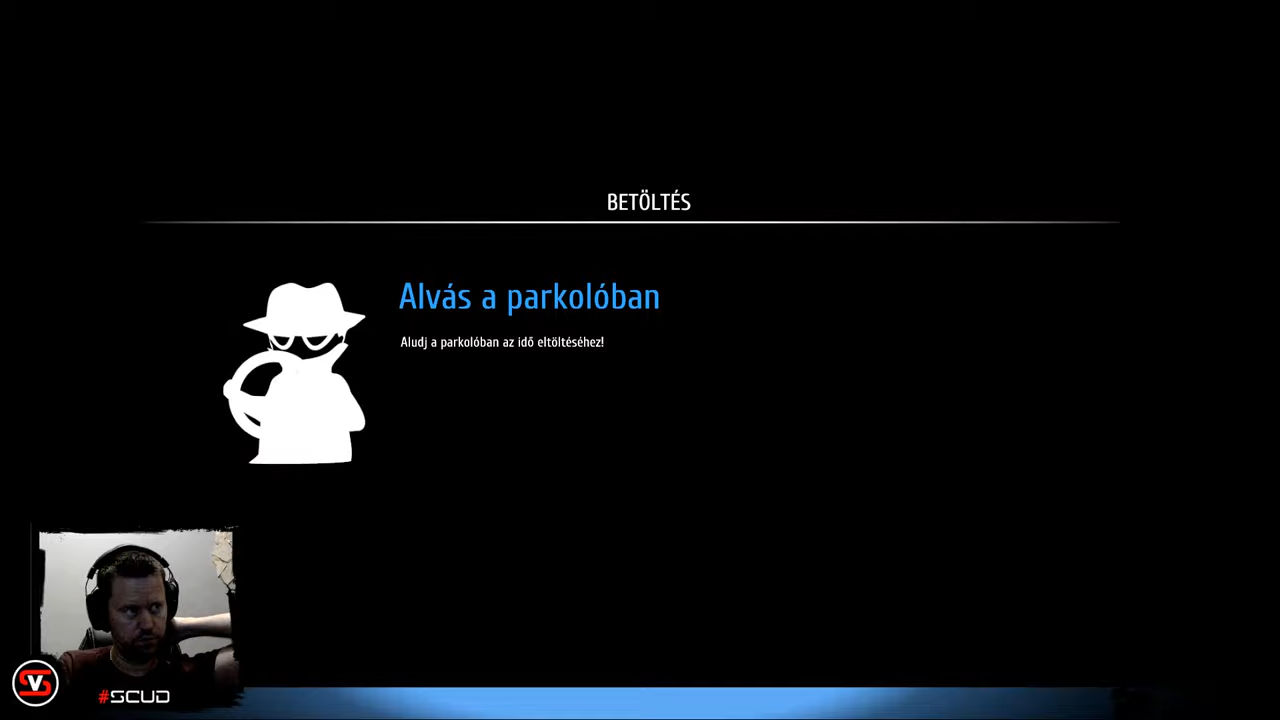 BETÖLTÉS
Alvás a parkolóban
Aludj a parkolóban az idő eltöltéséhez!
#SCUD